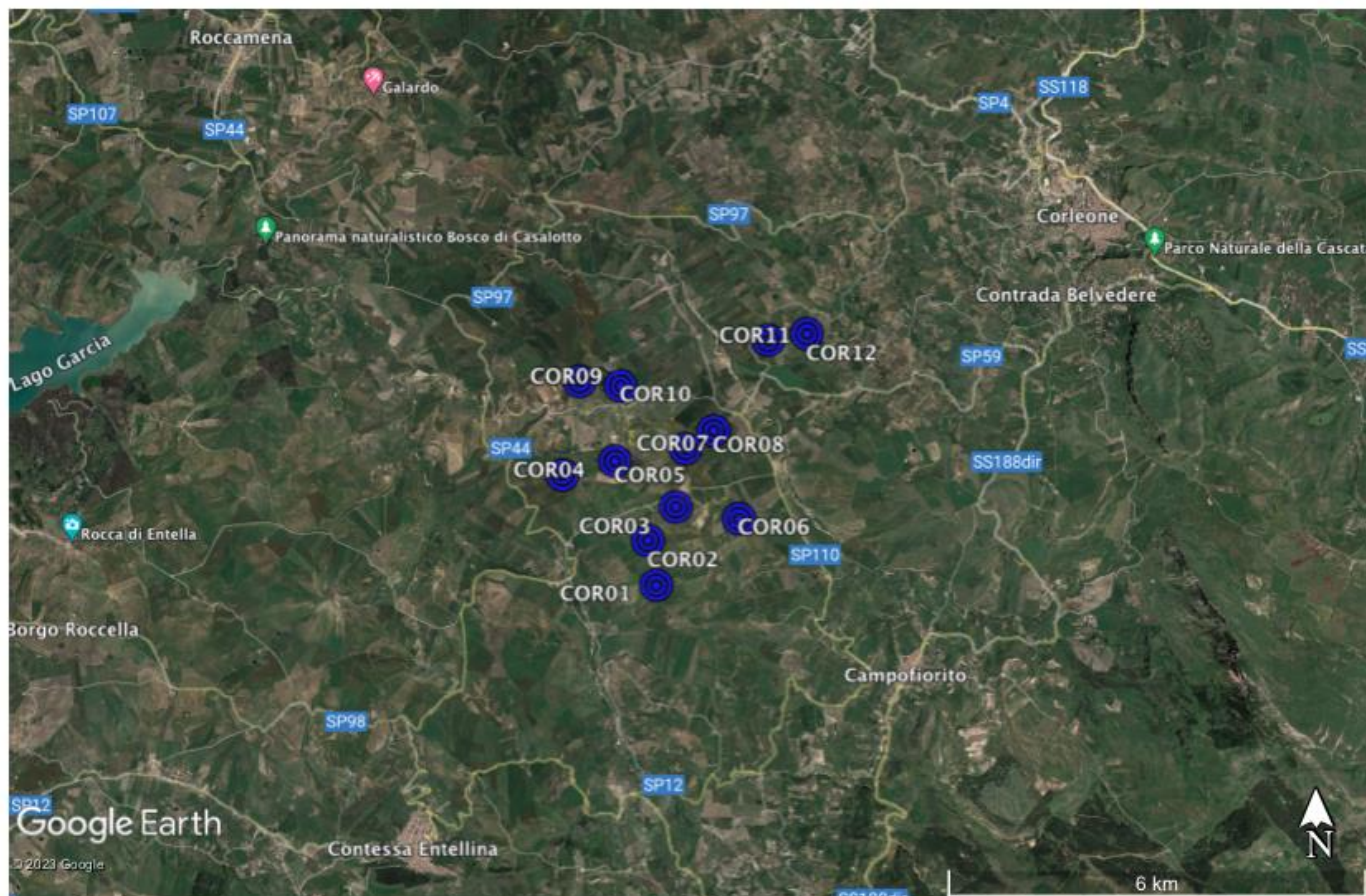 Roccamena
Galardo
SP107
SP44
SP4
SS118
Corleone
SP97
Panorama naturalistico Bosco di Casalotto
Parco Naturale della Cascat
Contrada Belvedere
SP97
Lago Garcia
COR11
COR12
SP59
SS
COR09
COR10
COR07
COR08
SP44
COR04
COR05
SS188dir
COR03
COR06
Rocca di Entella
COR02
SP110
COR01
Borgo Roccella
Campofiorito
SP98
SP12
SP12
Google Earth
Contessa Entellina
© 2023 Google
N
6 km